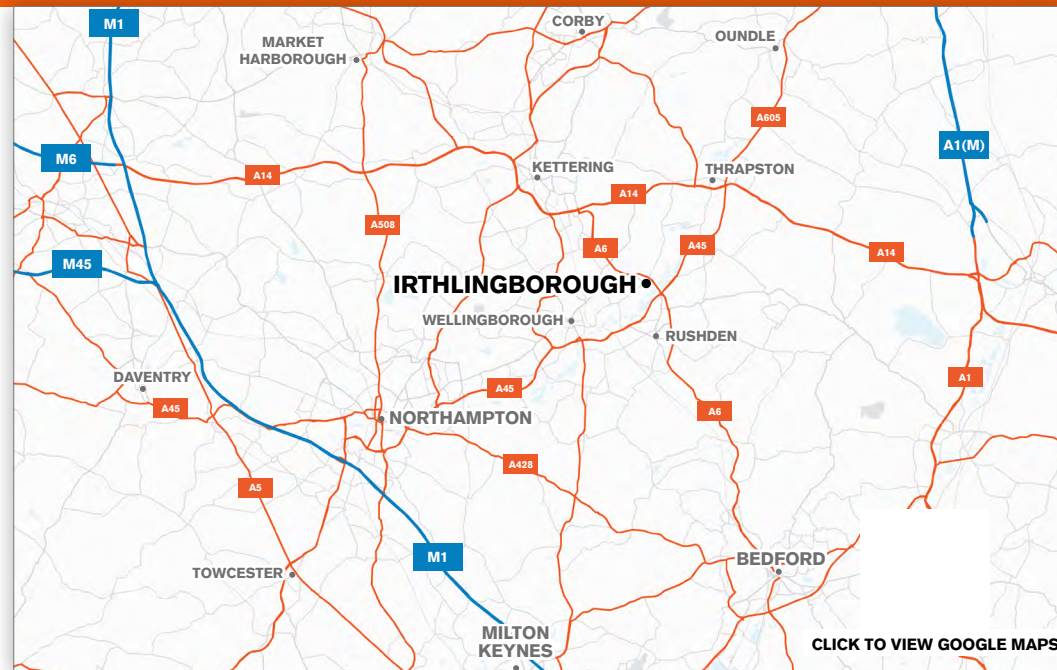 M1
CORBY
MARKET
HARBOROUGH
OUNDLE
A605
A1(M)
M6
A14
KETTERING
THRAPSTON
A14
A508
A6
A45
A14
M45
IRTHLINGBOROUGH
WELLINGBOROUGH
RUSHDEN
DAVENTRY
A45
A45
A1
A6
NORTHAMPTON
A428
A5
M1
BEDFORD
TOWCESTER
MILTON
KEYNES
CLICK TO VIEW GOOGLE MAPS